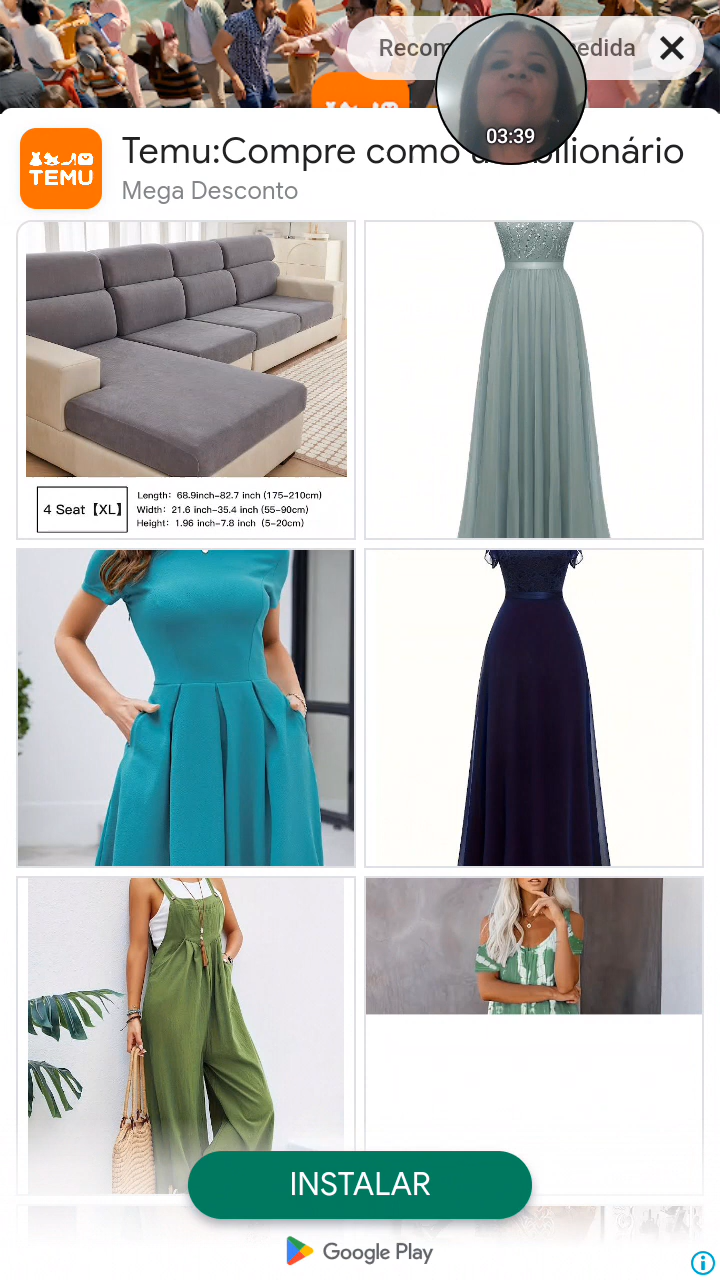 Recom edida
03:39
TEMU
Temu:Compre como bilionário
Mega Desconto
4 Seat【XL】
Length: 68.9inch-82.7 inch (175-210cm)
Width: 21.6 inch-35.4 inch (55-90cm)
Height: 1.96 inch-7.8 inch (5-20cm)
INSTALAR
Google Play